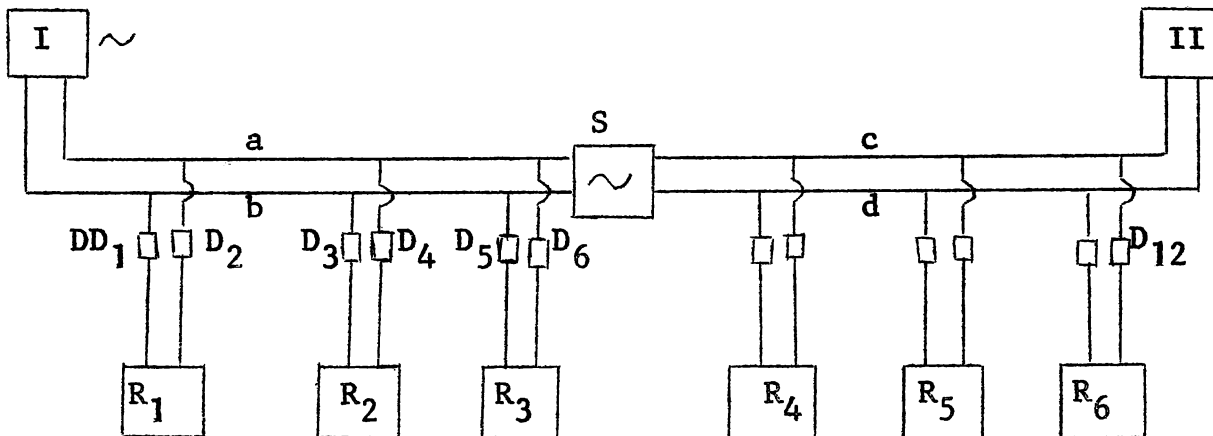 I ~ II
S
a c
b d
DD1 D2 D3 D4 D5 D6 D12
~
R1 R2 R3 R4 R5 R6